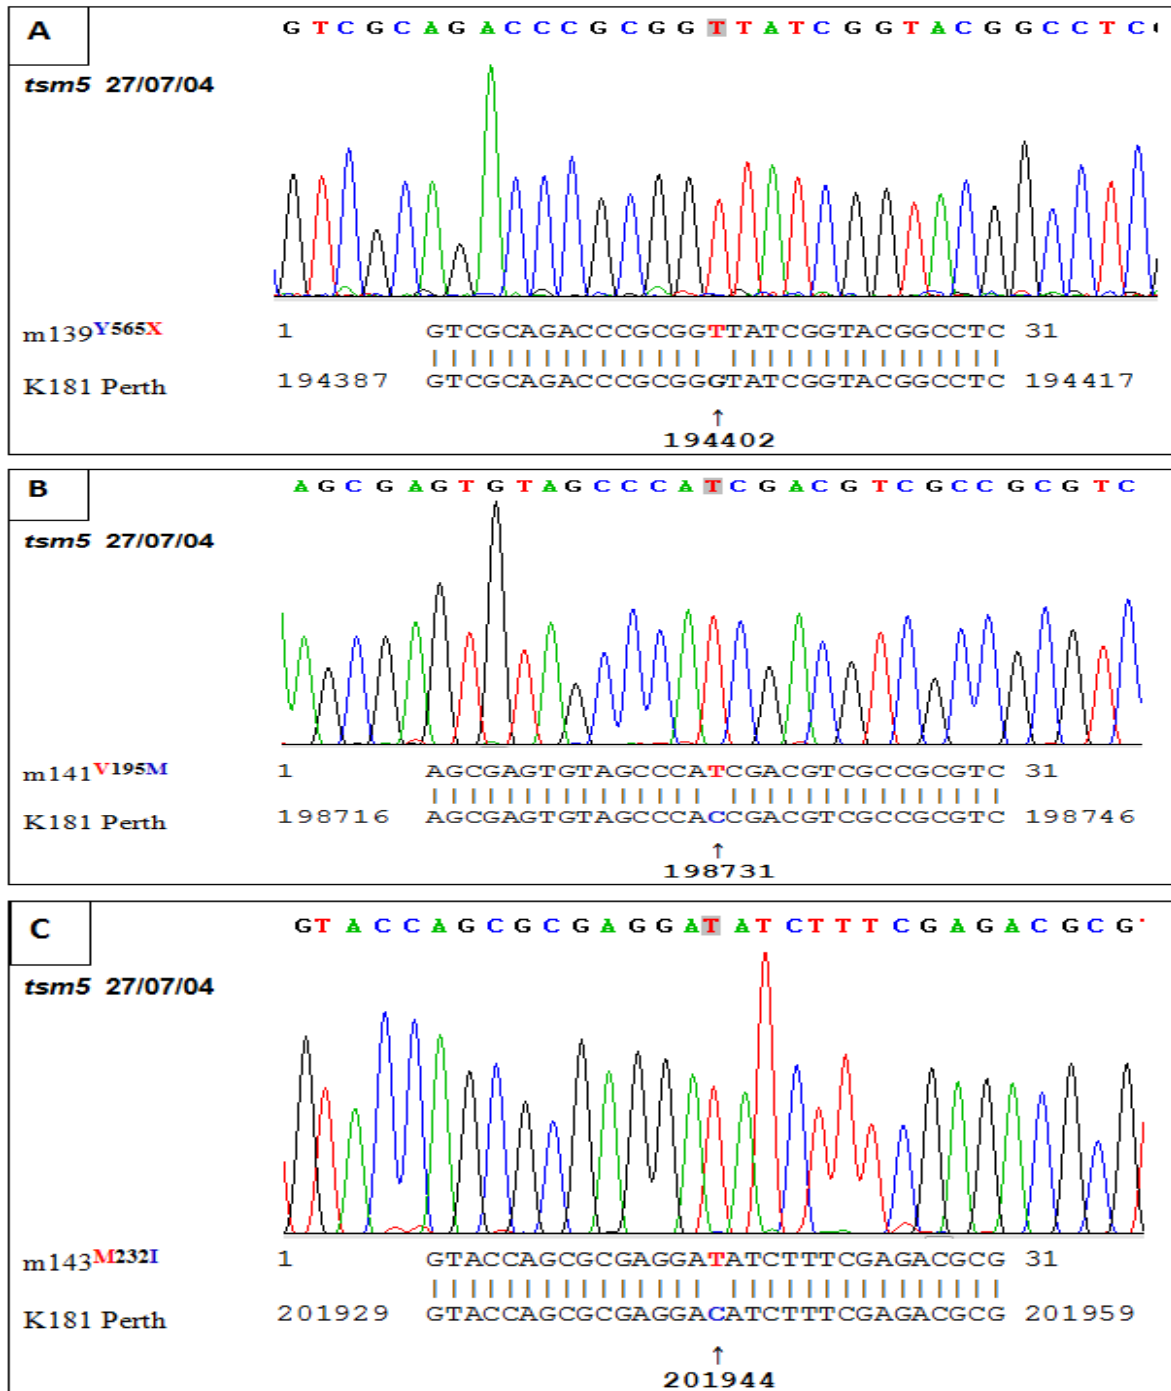 A
G T C G C A G A C C C G C G G T T A T C G G T A C G G C C T C
tsm5 27/07/04
m139Y565X 1 GTCGCAGACCCGCGGTTATCGGTACGGCCTC 31
K181 Perth 194387 GTCGCAGACCCGCGGGTATCGGTACGGCCTC 194417
↑
194402
B
A G C G A G T G T A G C C C A T C G A C G T C G C C G C G T C
tsm5 27/07/04
m141V195M 1 AGCGAGTGTAGCCCATCGACGTCGCCGCGTC 31
K181 Perth 198716 AGCGAGTGTAGCCCACCGACGTCGCCGCGTC 198746
↑
198731
C
G T A C C A G C G C G A G G A T A T C T T T C G A G A C G C G
tsm5 27/07/04
m143M232I 1 GTACCAGCGCGAGGATATCTTTCGAGACGCG 31
K181 Perth 201929 GTACCAGCGCGAGGACATCTTTCGAGACGCG 201959
↑
201944